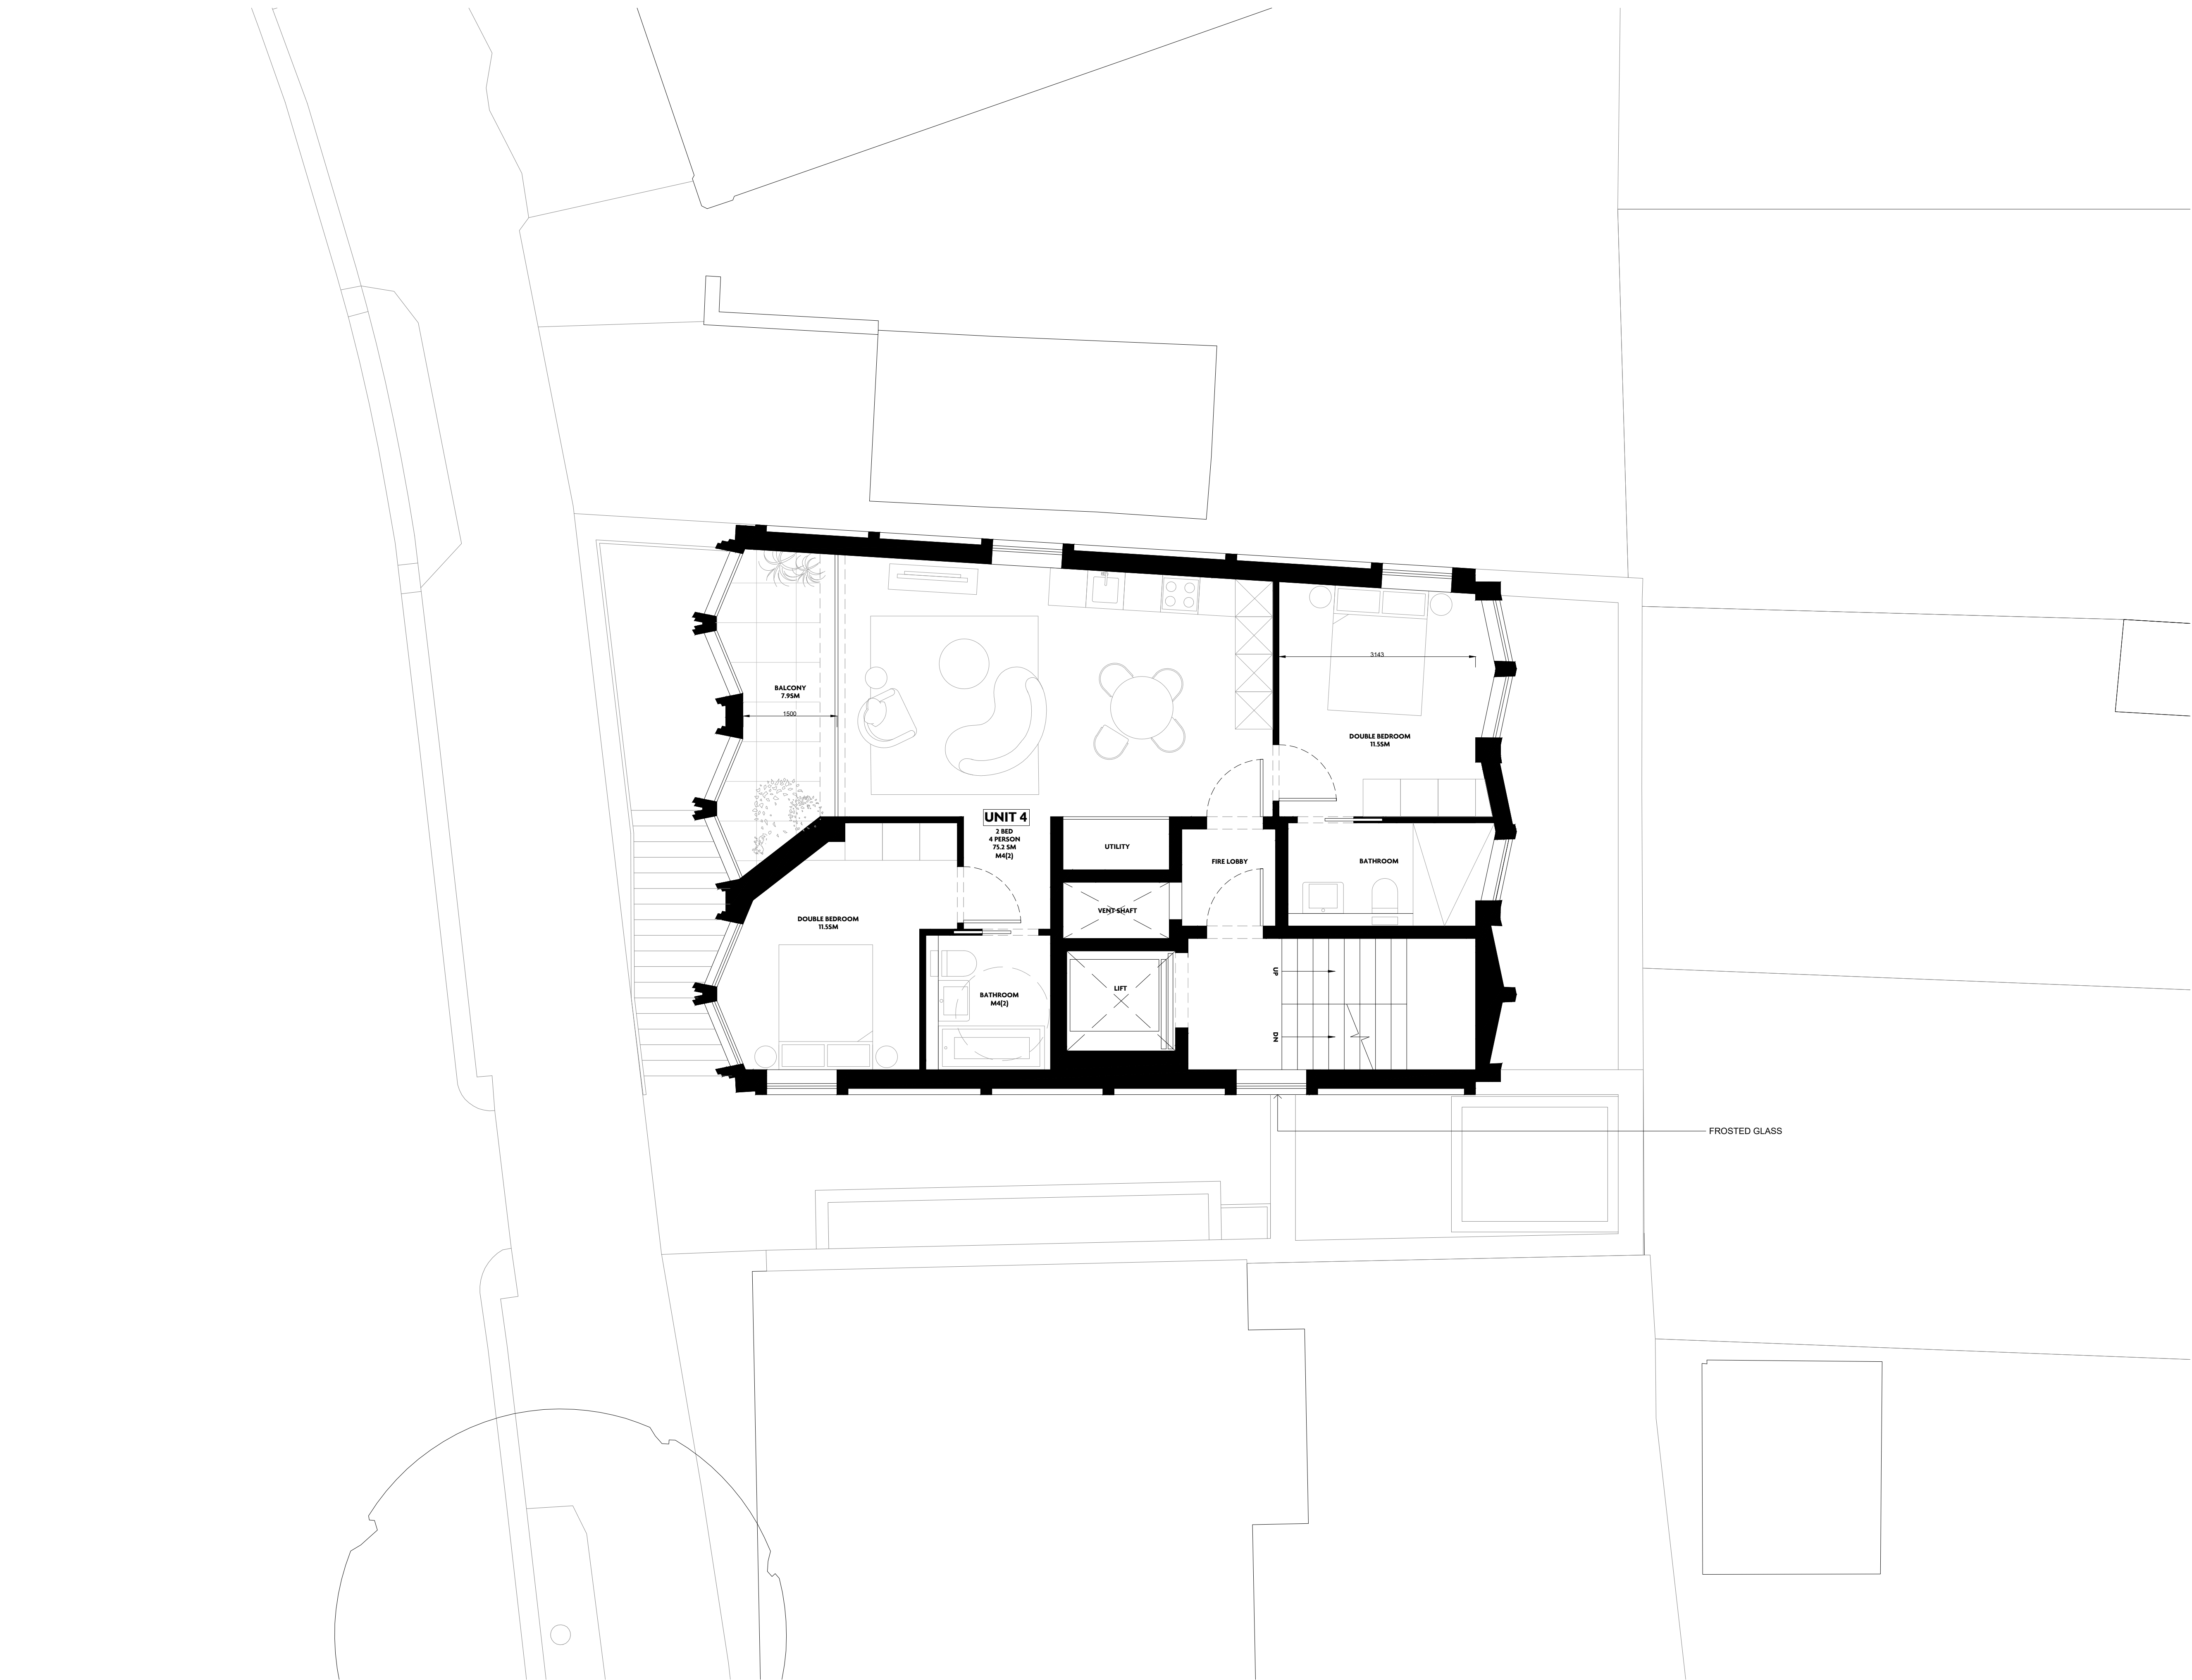 3143
BALCONY
7.9SM
1500
DOUBLE BEDROOM
11.5SM
UNIT 4
2 BED
4 PERSON
75.2 SM
M4(2)
UTILITY
FIRE LOBBY
BATHROOM
VENT SHAFT
DOUBLE BEDROOM
11.5SM
UP
LIFT
BATHROOM
M4(2)
DN
FROSTED GLASS